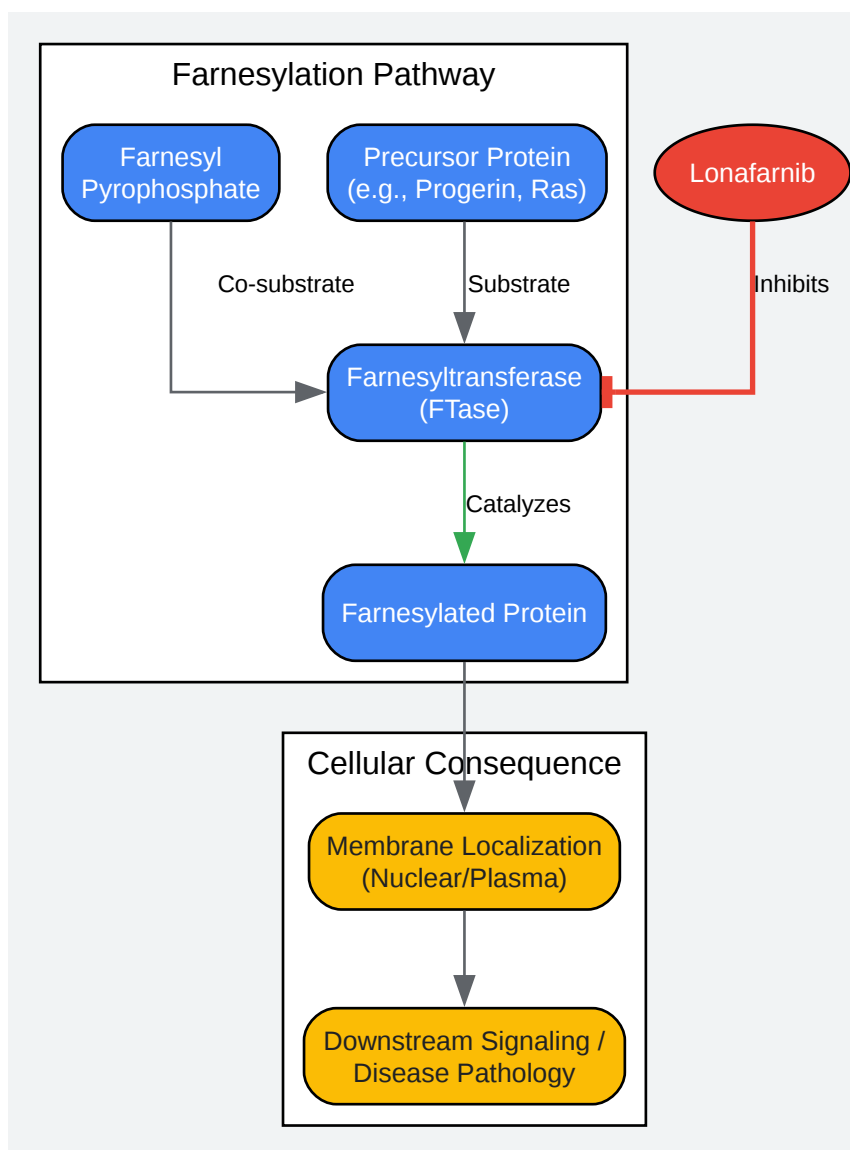 Farnesylation Pathway
Farnesyl
Pyrophosphate
Precursor Protein
(e.g., Progerin, Ras)
Lonafarnib
Co-substrate
Substrate
Inhibits
Farnesyltransferase
(FTase)
Catalyzes
Farnesylated Protein
Cellular Consequence
Membrane Localization
(Nuclear/Plasma)
Downstream Signaling /
Disease Pathology